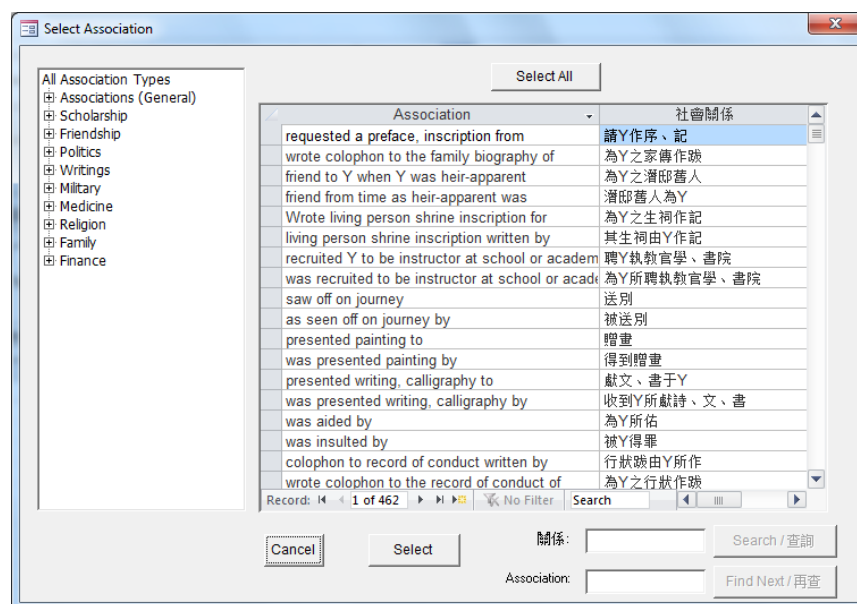 Select Association
x
All Association Types
Associations (General)
Scholarship
Friendship
Politics
Writings
Military
Medicine
Religion
Family
Finance
Select All
Association 社會關係
requested a preface, inscription from 請Y作序、記
wrote colophon to the family biography of 為Y之家傳作跋
friend to Y when Y was heir-apparent 為Y之潛邸舊人
friend from time as heir-apparent was 潛邸舊人為Y
Wrote living person shrine inscription for 為Y之生祠作記
living person shrine inscription written by 其生祠由Y作記
recruited Y to be instructor at school or academ 聘Y執教官學、書院
was recruited to be instructor at school or acade 為Y所聘執教官學、書院
saw off on journey 送別
as seen off on journey by 被送別
presented painting to 贈畫
was presented painting by 得到贈畫
presented writing, calligraphy to 獻文、書于Y
was presented writing, calligraphy by 收到Y所獻詩、文、書
was aided by 為Y所佑
was insulted by 被Y得罪
colophon to record of conduct written by 行狀跋由Y所作
wrote colophon to the record of conduct of 為Y之行狀作跋
Record: 1 of 462 No Filter Search
Cancel Select 關係: Search / 查詢
Association: Find Next / 再查